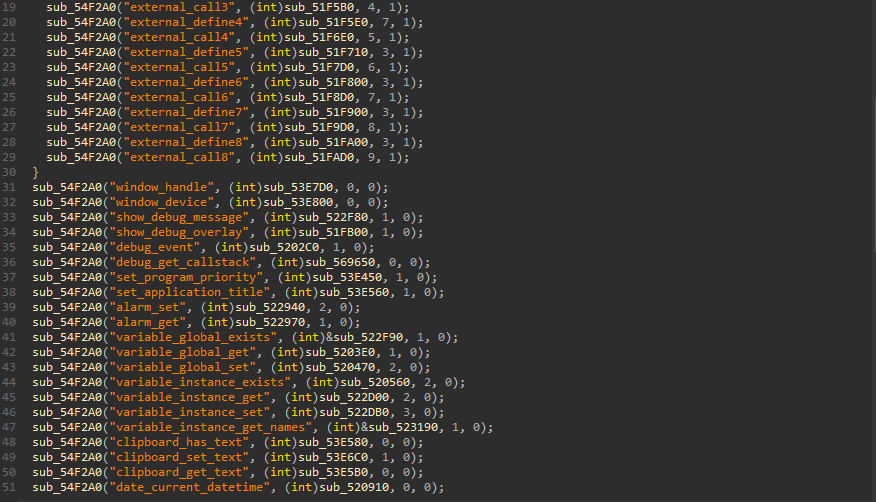 19 sub_54F2A0("external_call3", (int)sub_51F5B0, 4, 1);
20 sub_54F2A0("external_define4", (int)sub_51F5E0, 7, 1);
21 sub_54F2A0("external_call4", (int)sub_51F6E0, 5, 1);
22 sub_54F2A0("external_define5", (int)sub_51F710, 3, 1);
23 sub_54F2A0("external_call5", (int)sub_51F7D0, 6, 1);
24 sub_54F2A0("external_define6", (int)sub_51F800, 3, 1);
25 sub_54F2A0("external_call6", (int)sub_51F8D0, 7, 1);
26 sub_54F2A0("external_define7", (int)sub_51F900, 3, 1);
27 sub_54F2A0("external_call7", (int)sub_51F9D0, 8, 1);
28 sub_54F2A0("external_define8", (int)sub_51FA00, 3, 1);
29 sub_54F2A0("external_call8", (int)sub_51FAD0, 9, 1);
30 }
31 sub_54F2A0("window_handle", (int)sub_53E7D0, 0, 0);
32 sub_54F2A0("window_device", (int)sub_53E800, 0, 0);
33 sub_54F2A0("show_debug_message", (int)sub_522F80, 1, 0);
34 sub_54F2A0("show_debug_overlay", (int)sub_51FB00, 1, 0);
35 sub_54F2A0("debug_event", (int)sub_5202C0, 1, 0);
36 sub_54F2A0("debug_get_callstack", (int)sub_569650, 0, 0);
37 sub_54F2A0("set_program_priority", (int)sub_53E450, 1, 0);
38 sub_54F2A0("set_application_title", (int)sub_53E560, 1, 0);
39 sub_54F2A0("alarm_set", (int)sub_522940, 2, 0);
40 sub_54F2A0("alarm_get", (int)sub_522970, 1, 0);
41 sub_54F2A0("variable_global_exists", (int)&sub_522F90, 1, 0);
42 sub_54F2A0("variable_global_get", (int)sub_5203E0, 1, 0);
43 sub_54F2A0("variable_global_set", (int)sub_520470, 2, 0);
44 sub_54F2A0("variable_instance_exists", (int)sub_520560, 2, 0);
45 sub_54F2A0("variable_instance_get", (int)sub_522D00, 2, 0);
46 sub_54F2A0("variable_instance_set", (int)sub_522DB0, 3, 0);
47 sub_54F2A0("variable_instance_get_names", (int)&sub_523190, 1, 0);
48 sub_54F2A0("clipboard_has_text", (int)sub_53E580, 0, 0);
49 sub_54F2A0("clipboard_set_text", (int)sub_53E6C0, 1, 0);
50 sub_54F2A0("clipboard_get_text", (int)sub_53E5B0, 0, 0);
51 sub_54F2A0("date_current_datetime", (int)sub_520910, 0, 0);